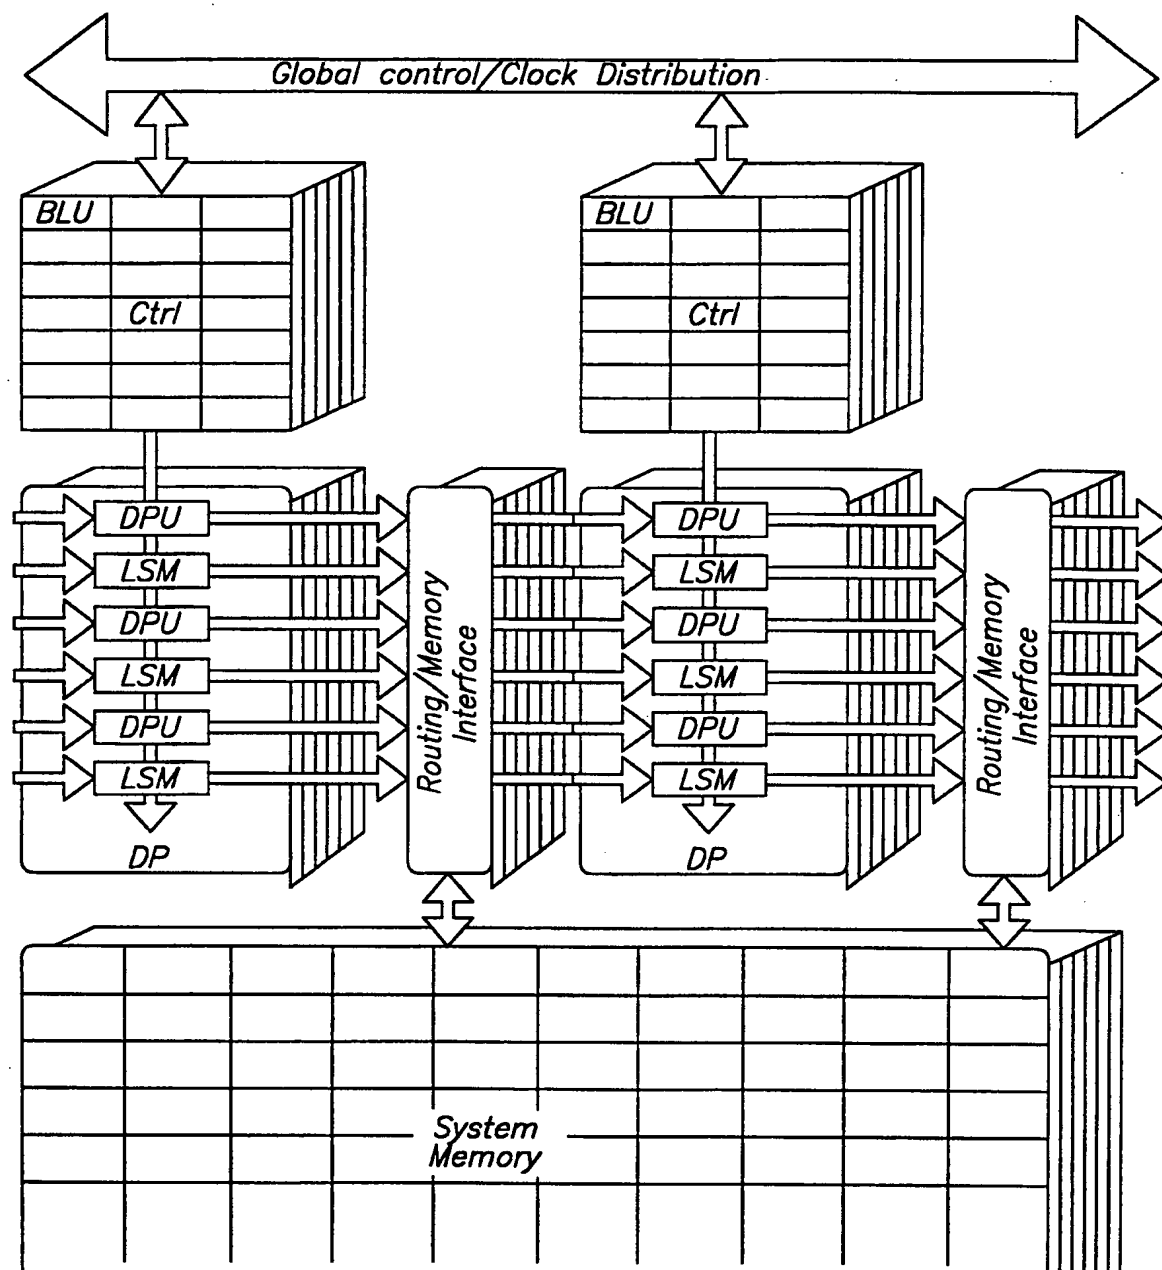 Global control/Clock Distribution
BLU
Ctrl
BLU
Ctrl
DPU
LSM
DPU
LSM
DPU
LSM
DP
Routing/Memory
Interface
DPU
LSM
DPU
LSM
DPU
LSM
DP
Routing/Memory
Interface
System
Memory